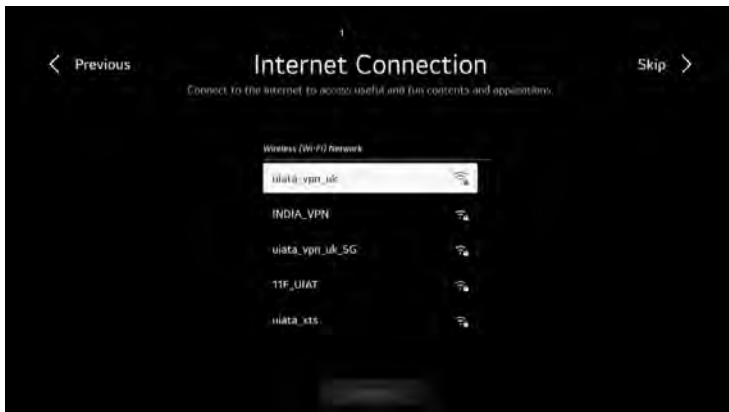 1
Previous
Internet Connection
Skip
Connect to the Internet to access useful and fun contents and applications.
Wireless (Wi-Fi) Network
uiata_vpn_uk
INDIA_VPN
uiata_vpn_uk_5G
11F_UIAT
uiata_xts